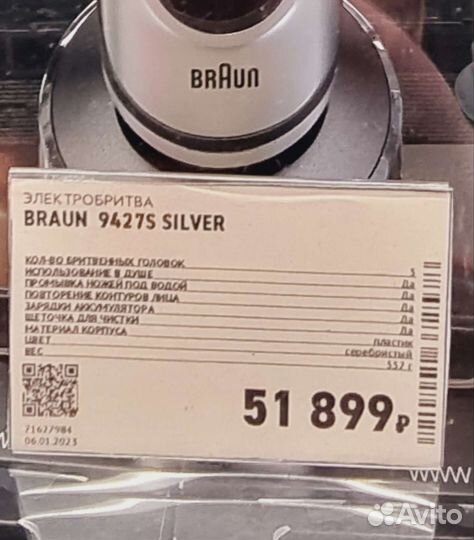 BRAUN
ЭЛЕКТРОБРИТВА
BRAUN 9427S SILVER
КОЛ-ВО БРИТВЕННЫХ ГОЛОВОК 5
ИСПОЛЬЗОВАНИЕ В ДУШЕ Да
ПРОМЫВКА НОЖЕЙ ПОД ВОДОЙ Да
ПОВТОРЕНИЕ КОНТУРОВ ЛИЦА Да
ЗАРЯДКИ АККУМУЛЯТОРА Да
ЩЕТОЧКА ДЛЯ ЧИСТКИ Да
МАТЕРИАЛ КОРПУСА пластик
ЦВЕТ серебристый
ВЕС 552 г
51 899₽
71627984
06.01.2023
www
Avito